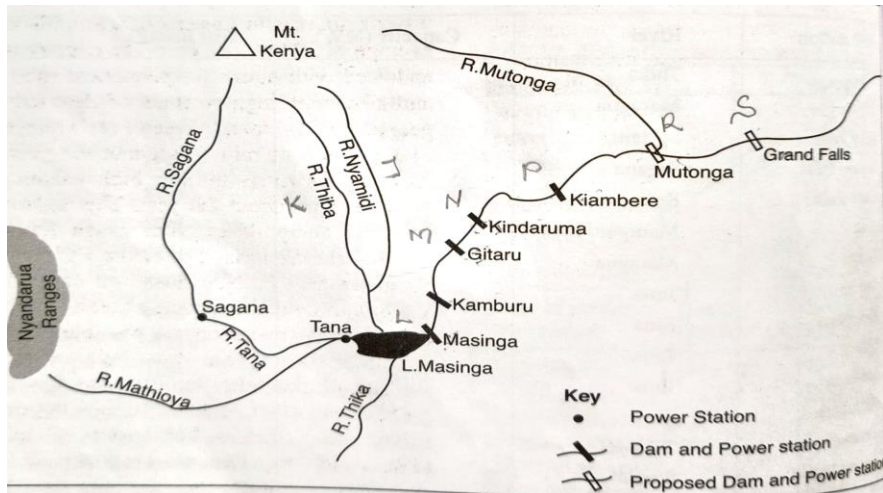 Mt.
Kenya
R.Mutonga
R.Sagana
R.Thiba
R.Nyamidi
K
J
R
S
P
N
M
L
Grand Falls
Mutonga
Kiambere
Kindaruma
Gitaru
Kamburu
Masinga
L.Masinga
Nyandarua
Ranges
Sagana
Tana
R.Tana
R.Mathioya
R.Thika
Key
Power Station
Dam and Power station
Proposed Dam and Power station